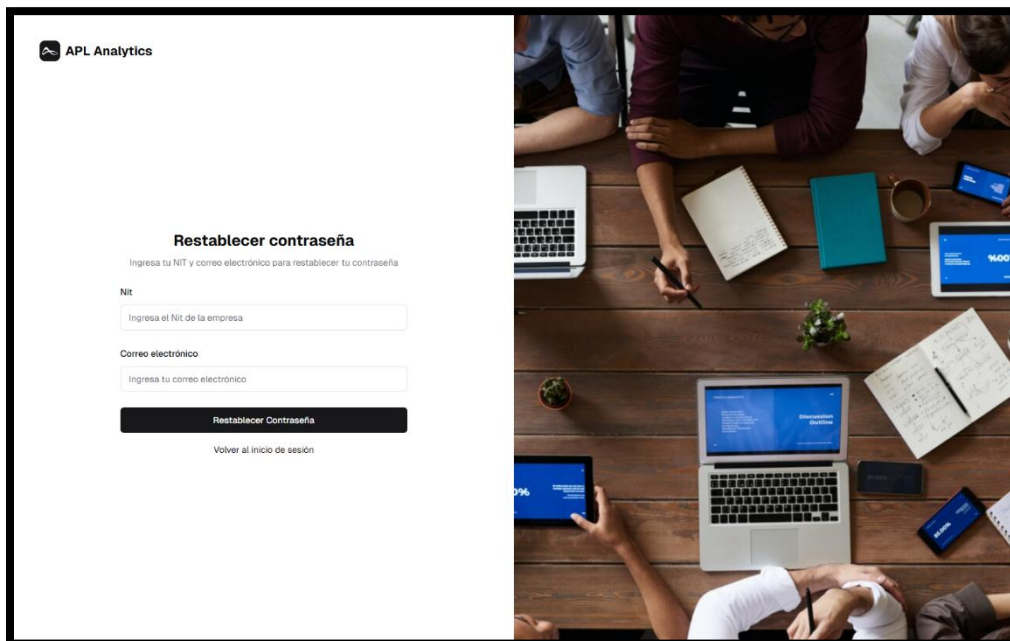 APL Analytics
Restablecer contraseña
Ingresa tu NIT y correo electrónico para restablecer tu contraseña
Nit
Ingresa el Nit de la empresa
Correo electrónico
Ingresa tu correo electrónico
Restablecer Contraseña
Volver al inicio de sesión
%00
Discussion
Outline
0%